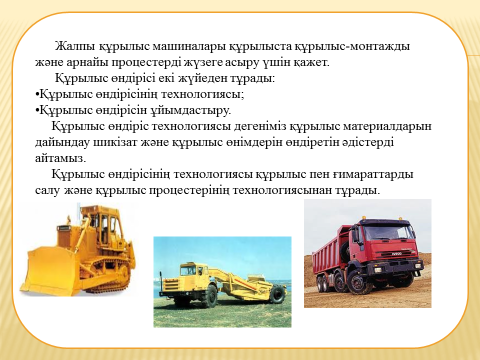 Жалпы құрылыс машиналары құрылыста құрылыс-монтажды
және арнайы процестерді жүзеге асыру үшін қажет.
Құрылыс өндірісі екі жүйеден тұрады:
•Құрылыс өндірісінің технологиясы;
•Құрылыс өндірісін ұйымдастыру.
Құрылыс өндіріс технологиясы дегеніміз құрылыс материалдарын
дайындау шикізат және құрылыс өнімдерін өндіретін әдістерді
айтамыз.
Құрылыс өндірісінің технологиясы құрылыс пен ғимараттарды
салу және құрылыс процестерінің технологиясынан тұрады.